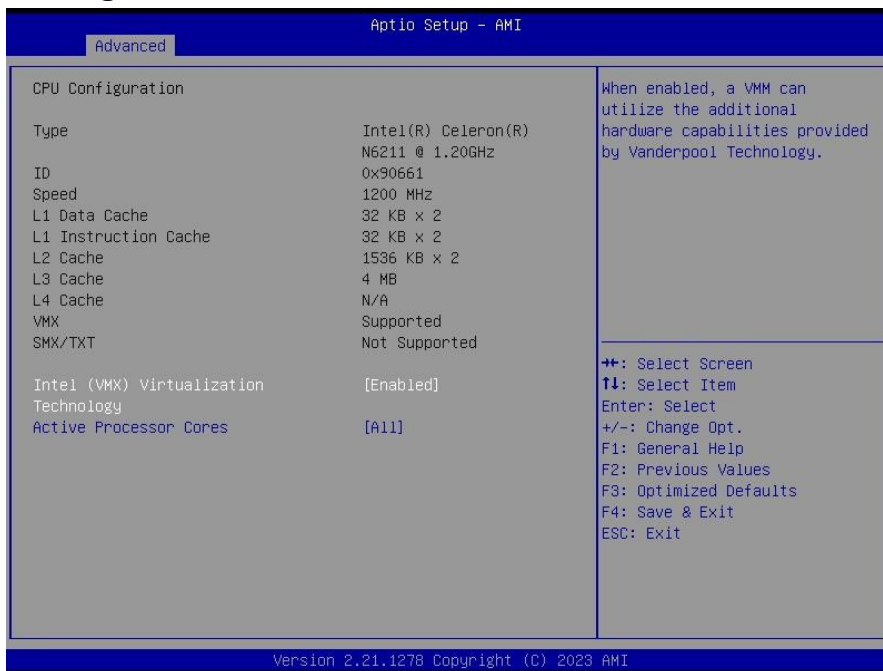 Aptio Setup – AMI
Advanced
CPU Configuration
Type Intel(R) Celeron(R)
N6211 @ 1.20GHz
ID 0x90661
Speed 1200 MHz
L1 Data Cache 32 KB x 2
L1 Instruction Cache 32 KB x 2
L2 Cache 1536 KB x 2
L3 Cache 4 MB
L4 Cache N/A
VMX Supported
SMX/TXT Not Supported
Intel (VMX) Virtualization [Enabled]
Technology
Active Processor Cores [All]
When enabled, a VMM can
utilize the additional
hardware capabilities provided
by Vanderpool Technology.
→←: Select Screen
↑↓: Select Item
Enter: Select
+/-: Change Opt.
F1: General Help
F2: Previous Values
F3: Optimized Defaults
F4: Save & Exit
ESC: Exit
Version 2.21.1278 Copyright (C) 2023 AMI